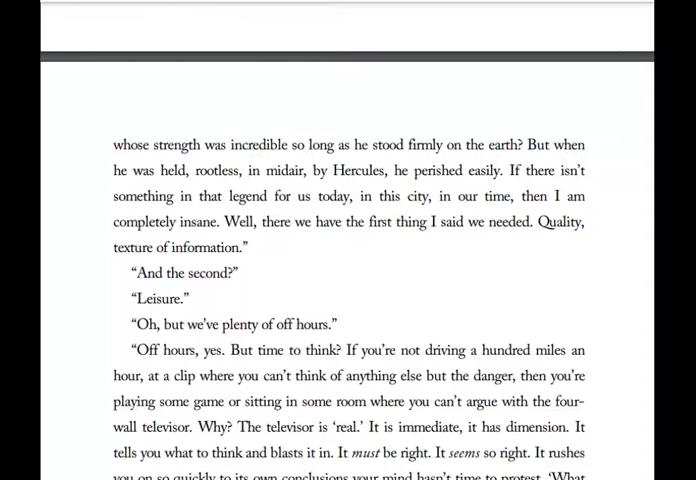 whose strength was incredible so long as he stood firmly on the earth? But when
he was held, rootless, in midair, by Hercules, he perished easily. If there isn’t
something in that legend for us today, in this city, in our time, then I am
completely insane. Well, there we have the first thing I said we needed. Quality,
texture of information.”
“And the second?”
“Leisure.”
“Oh, but we’ve plenty of off hours.”
“Off hours, yes. But time to think? If you’re not driving a hundred miles an
hour, at a clip where you can’t think of anything else but the danger, then you’re
playing some game or sitting in some room where you can’t argue with the four-
wall televisor. Why? The televisor is ‘real.’ It is immediate, it has dimension. It
tells you what to think and blasts it in. It must be right. It seems so right. It rushes
you on so quickly to its own conclusions your mind hasn’t time to protest, ‘What